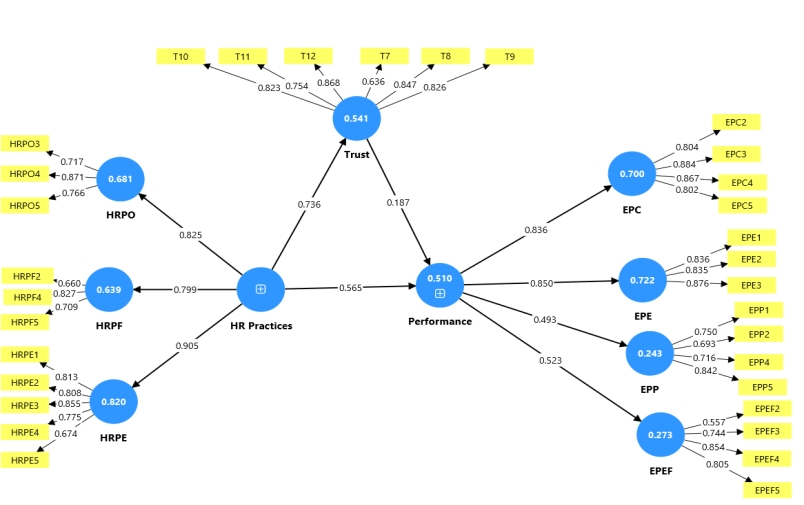 T10 T11 T12 T7 T8 T9
0.823 0.754 0.868 0.636 0.847 0.826
0.541
Trust
HRPO3
HRPO4
HRPO5
0.717
0.871
0.766
0.681
HRPO
0.825
0.736
0.187
HRPF2
HRPF4
HRPF5
0.660
0.827
0.709
0.639
HRPF
0.799
HR Practices
0.565
0.510
Performance
HRPE1
HRPE2
HRPE3
HRPE4
HRPE5
0.813
0.808
0.855
0.775
0.674
0.820
HRPE
0.905
0.836
0.700
EPC
0.804
0.884
0.867
0.802
EPC2
EPC3
EPC4
EPC5
0.850
0.722
EPE
0.836
0.835
0.876
EPE1
EPE2
EPE3
0.493
0.243
EPP
0.750
0.693
0.716
0.842
EPP1
EPP2
EPP4
EPP5
0.523
0.273
EPEF
0.557
0.744
0.854
0.805
EPEF2
EPEF3
EPEF4
EPEF5